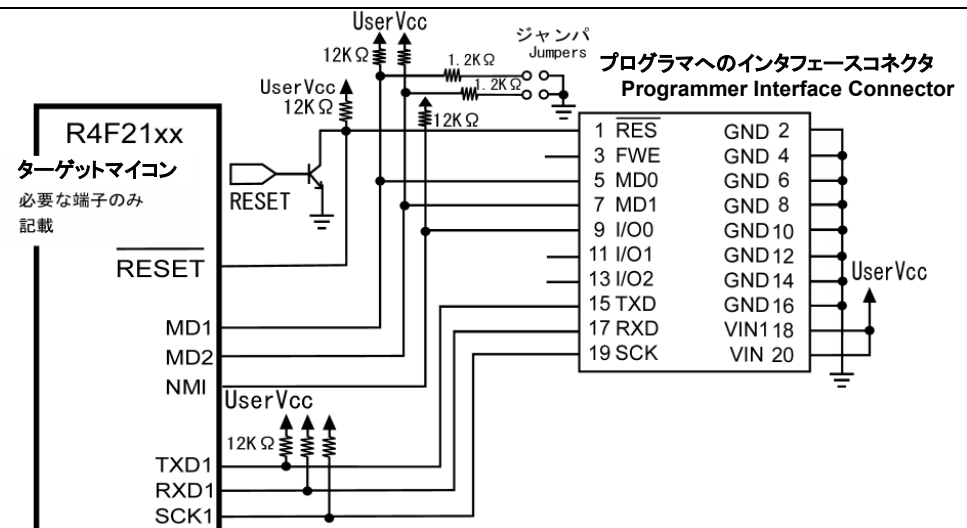 UserVcc
12KΩ
1.2KΩ
1.2KΩ
ジャンパ
Jumpers
UserVcc
12KΩ
12KΩ
プログラマへのインタフェースコネクタ
Programmer Interface Connector
R4F21xx
ターゲットマイコン
必要な端子のみ
記載
RESET
RESET
MD1
MD2
NMI
UserVcc
12KΩ
TXD1
RXD1
SCK1
1 RES GND 2
3 FWE GND 4
5 MD0 GND 6
7 MD1 GND 8
9 I/O0 GND 10
11 I/O1 GND 12
13 I/O2 GND 14
15 TXD GND 16
17 RXD VIN1 18
19 SCK VIN 20
UserVcc